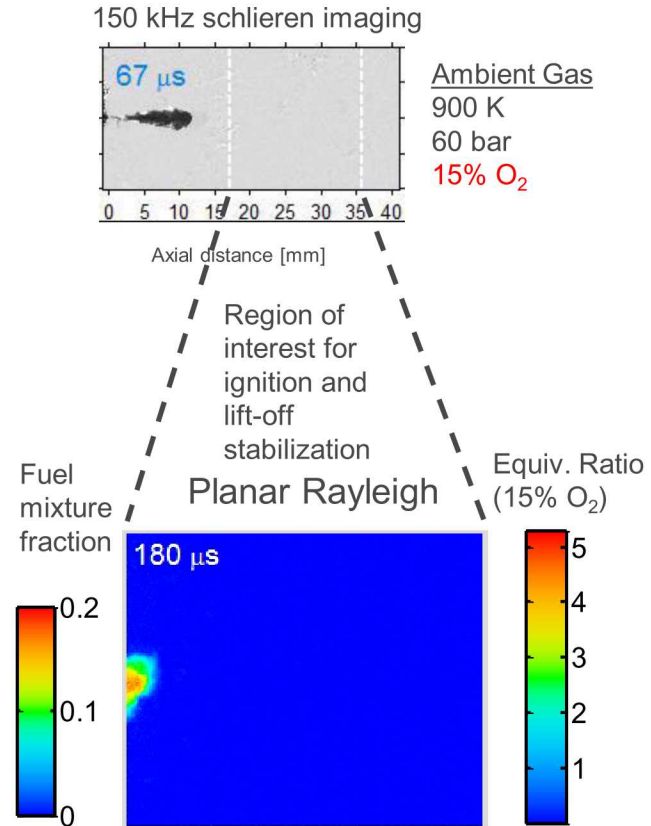 150 kHz schlieren imaging
67 μs
0 5 10 15 20 25 30 35 40
Axial distance [mm]
Ambient Gas
900 K
60 bar
15% O₂
Region of
interest for
ignition and
lift-off
stabilization
Planar Rayleigh
Fuel
mixture
fraction
0.2
0.1
0
180 μs
Equiv. Ratio
(15% O₂)
5
4
3
2
1